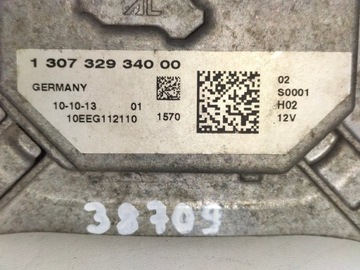 1 307 329 340 00
GERMANY
10-10-13 01
10EEG112110 1570
02
S0001
H02
12V
38709